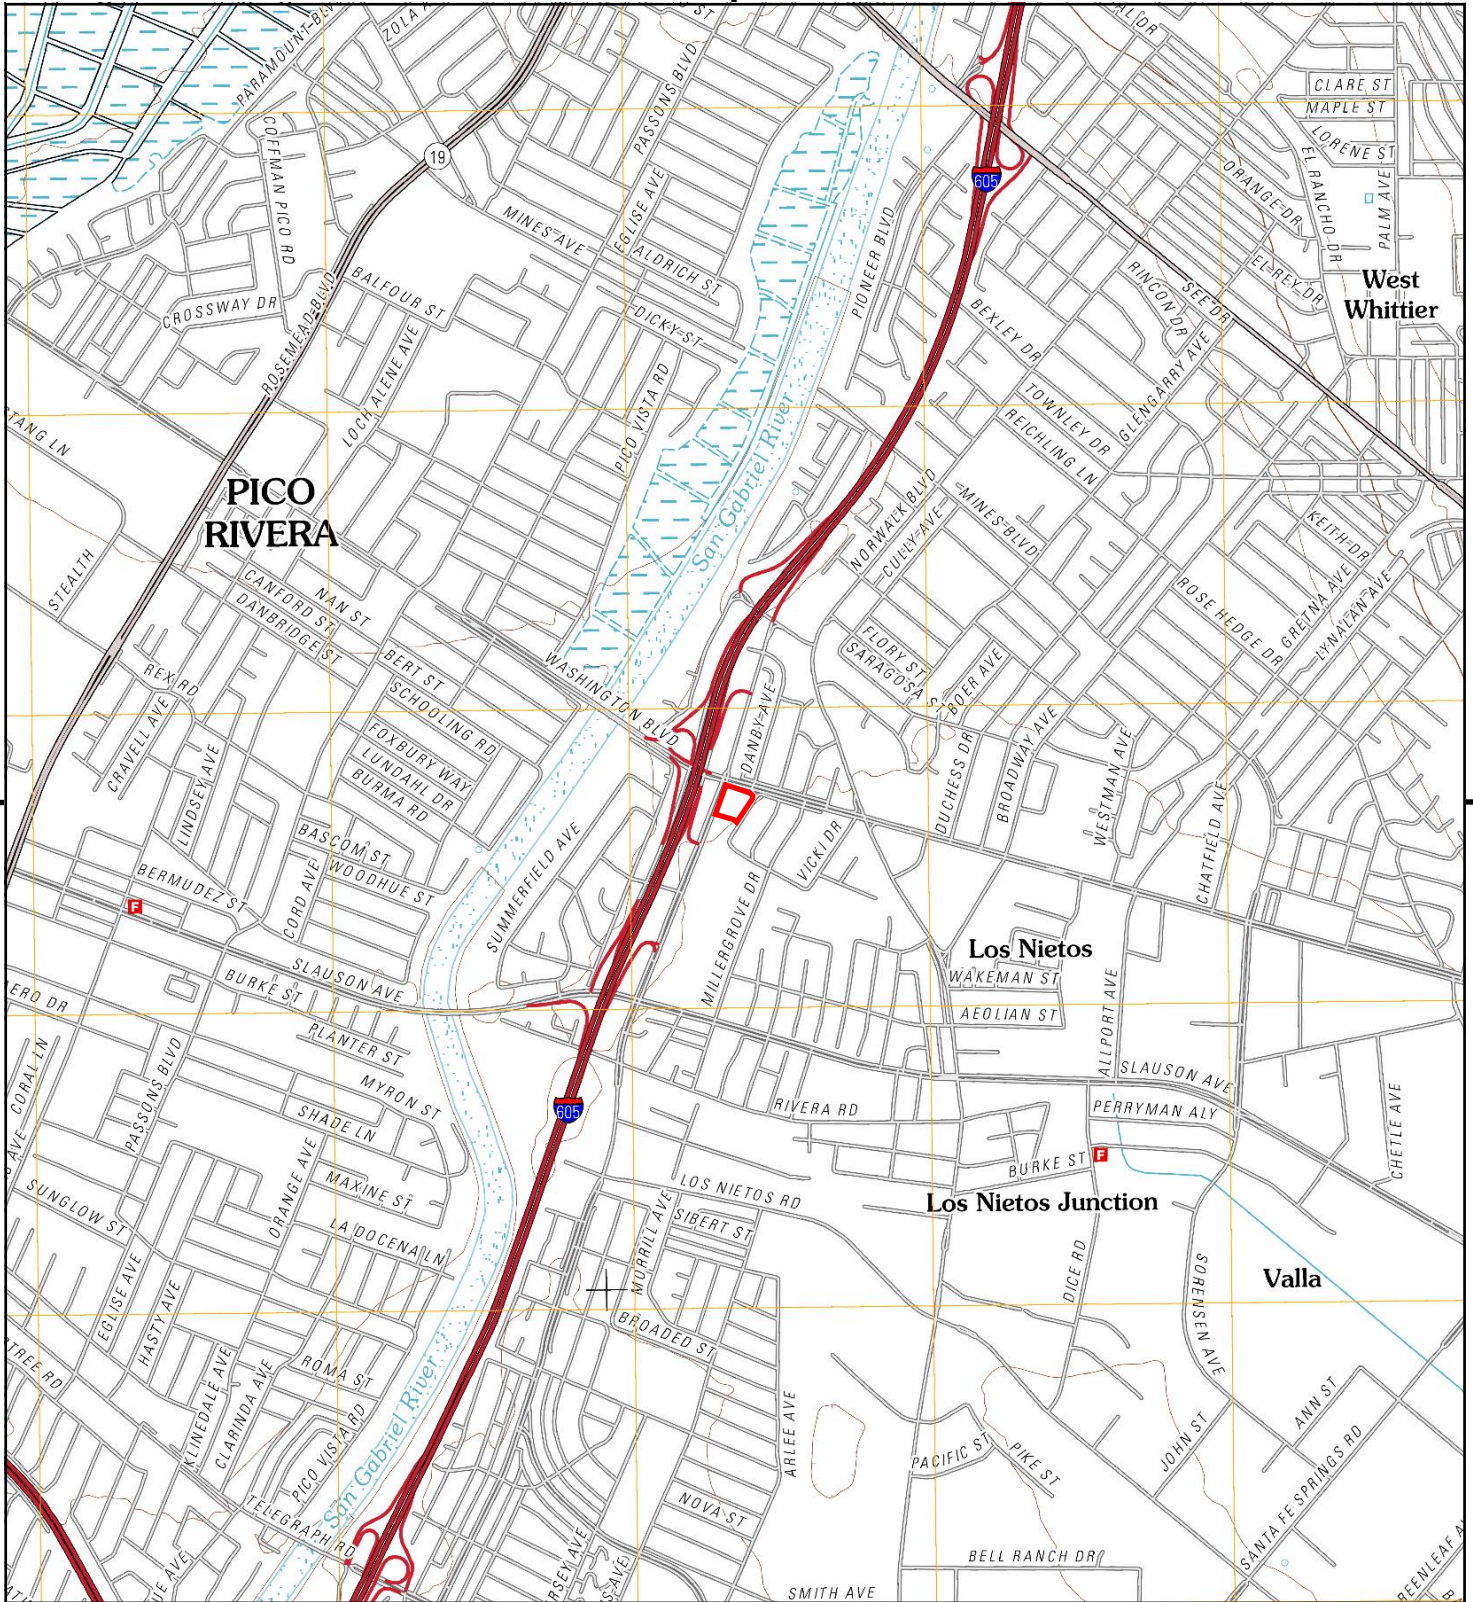 PARAMOUNT BLVD
PASSONS BLVD
CLARE ST
MAPLE ST
LORENE ST
19
605
COFFMAN PICO RD
ORANGE DR
EL RANCHO DR
PALM AVE
MINES AVE
EGLISE AVE
ALDRICH ST
PIONEER BLVD
RINCON DR
SEE DR
EL REY DR
West
Whittier
CROSSWAY DR
BALFOUR ST
DICKY ST
BEXLEY DR
ROSEMEAD BLVD
LOCH ALENE AVE
PICO VISTA RD
TOWNLEY DR
REICHLING LN
GLENGARRY AVE
San Gabriel River
PICO
RIVERA
NORWALK BLVD
CULLY AVE
MINES BLVD
KEITH DR
STEALTH
CANFORD ST
NAN ST
DANBRIDGE ST
ROSE HEDGE DR
GRETNA AVE
LYNALAN AVE
FLORY ST
SARAGOSA ST
BOER AVE
REX RD
BERT ST
SCHOOLING RD
WASHINGTON BLVD
DANBY AVE
CRAVELL AVE
LINDSEY AVE
FOXBURY WAY
LUNDAHL DR
BURMA RD
DUCHESS DR
BROADWAY AVE
WESTMAN AVE
CHATFIELD AVE
BASCOM ST
WOODHUE ST
SUMMERFIELD AVE
VICKI DR
BERMUDEZ ST
CORD AVE
F
MILLERGROVE DR
Los Nietos
WAKEMAN ST
AEOLIAN ST
ALLPORT AVE
SLAUSON AVE
BURKE ST
PLANTER ST
CORAL LN
PASSONS BLVD
MYRON ST
SHADE LN
605
RIVERA RD
SLAUSON AVE
PERRYMAN ALY
CHETLE AVE
BURKE ST
F
SUNGLOW ST
ORANGE AVE
MAXINE ST
LA DOCENA LN
LOS NIETOS RD
SIBERT ST
MORRILL AVE
Los Nietos Junction
DICE RD
SORENSEN AVE
Valla
EGLISE AVE
HASTY AVE
BROADED ST
ROMA ST
KLINEDALE AVE
CLARINDA AVE
PICO VISTA RD
San Gabriel River
TELEGRAPH RD
ARLEE AVE
NOVA ST
PACIFIC ST
PIKE ST
JOHN ST
ANN ST
SANTA FE SPRINGS RD
BELL RANCH DR
SMITH AVE